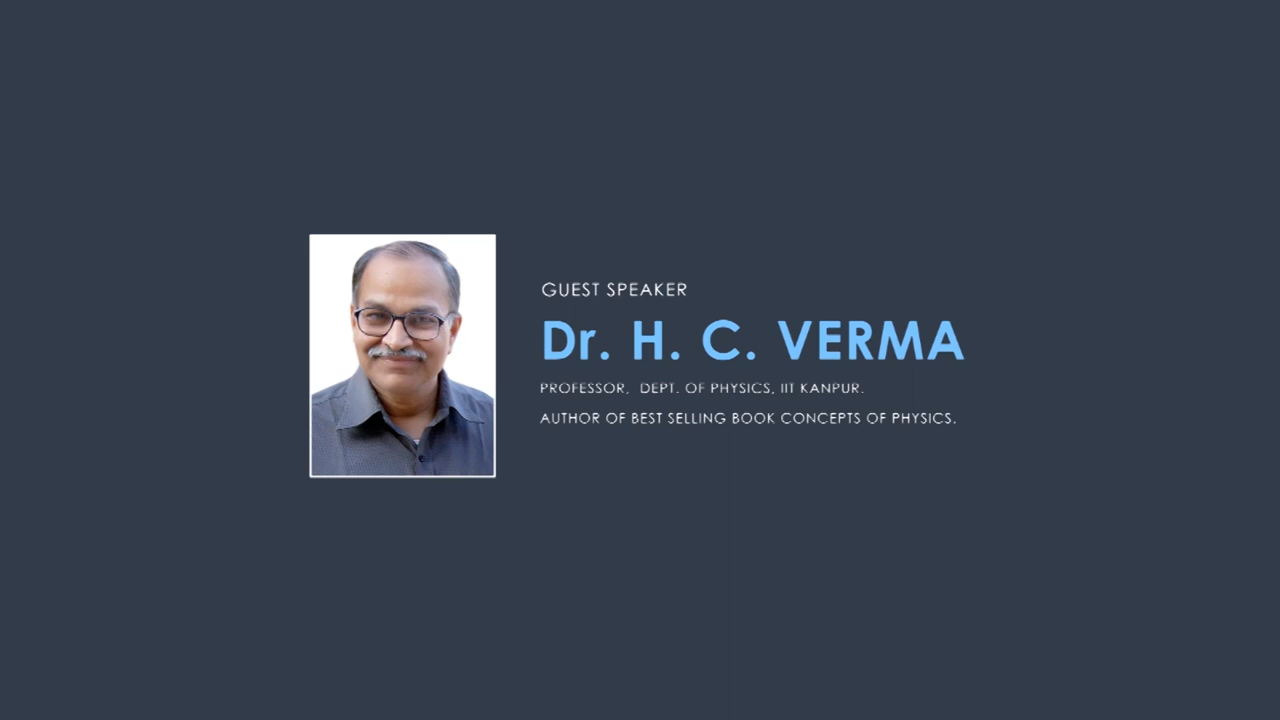 GUEST SPEAKER
Dr. H. C. VERMA
PROFESSOR, DEPT. OF PHYSICS, IIT KANPUR.
AUTHOR OF BEST SELLING BOOK CONCEPTS OF PHYSICS.